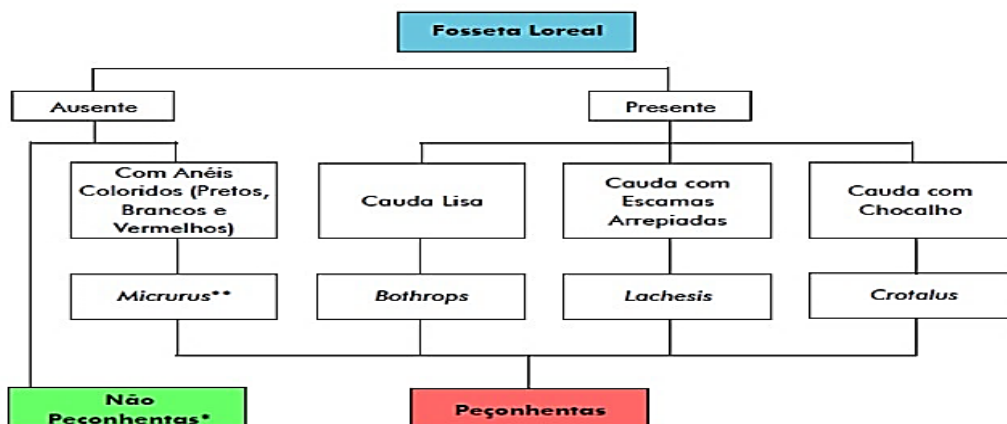 Fosseta Loreal
Ausente
Presente
Com Anéis
Coloridos (Pretos,
Brancos e
Vermelhos)
Cauda Lisa
Cauda com
Escamas
Arrepiadas
Cauda com
Chocalho
Micrurus**
Bothrops
Lachesis
Crotalus
Não
Peçonhentas*
Peçonhentas